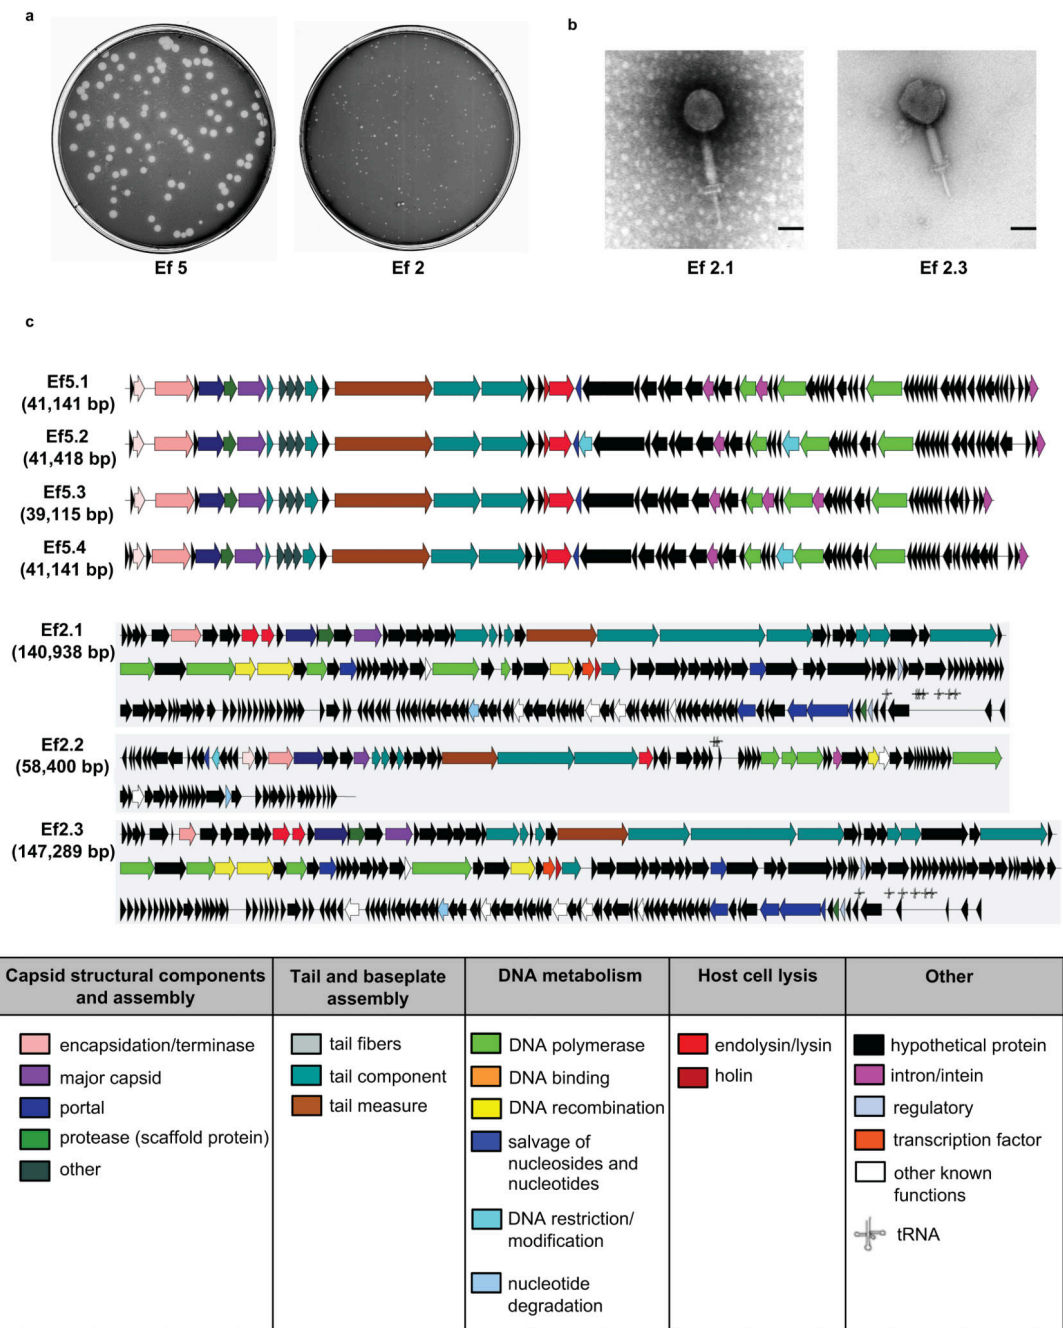 a
b
Ef 5
Ef 2
Ef 2.1
Ef 2.3
c
Ef5.1
(41,141 bp)
Ef5.2
(41,418 bp)
Ef5.3
(39,115 bp)
Ef5.4
(41,141 bp)
Ef2.1
(140,938 bp)
Ef2.2
(58,400 bp)
Ef2.3
(147,289 bp)
Capsid structural components
and assembly
encapsidation/terminase
major capsid
portal
protease (scaffold protein)
other
Tail and baseplate
assembly
tail fibers
tail component
tail measure
DNA metabolism
DNA polymerase
DNA binding
DNA recombination
salvage of
nucleosides and
nucleotides
DNA restriction/
modification
nucleotide
degradation
Host cell lysis
endolysin/lysin
holin
Other
hypothetical protein
intron/intein
regulatory
transcription factor
other known
functions
tRNA